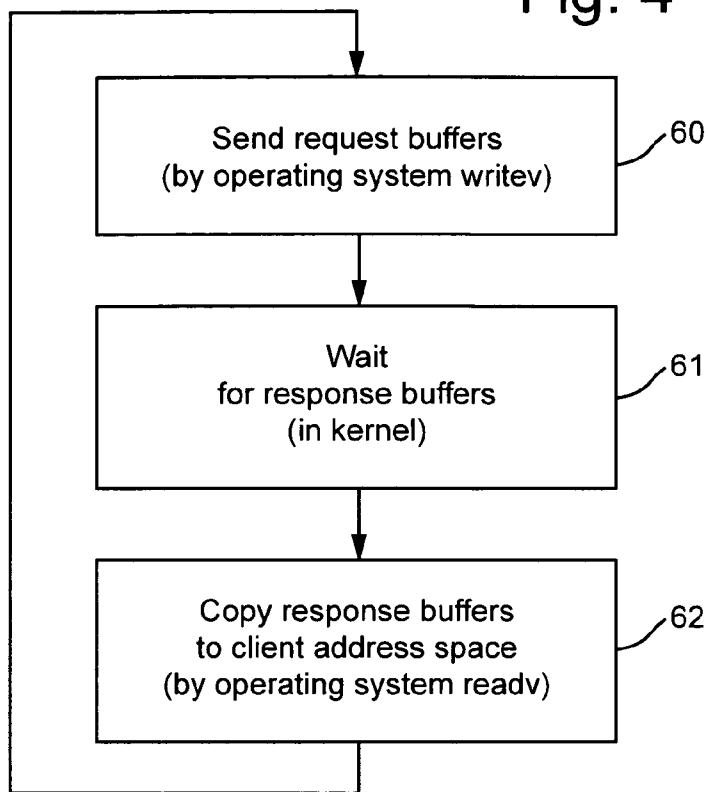 Fig. 4
Send request buffers
(by operating system writev)
60
Wait
for response buffers
(in kernel)
61
Copy response buffers
to client address space
(by operating system readv)
62